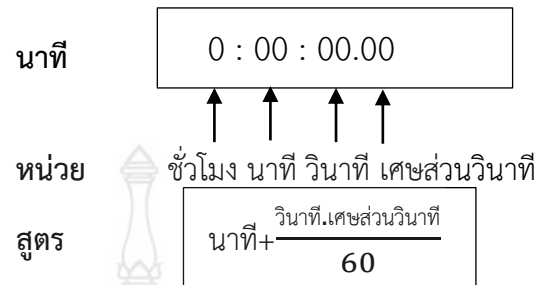 นาที 0 : 00 : 00.00
หน่วย ชั่วโมง นาที วินาที เศษส่วนวินาที
สูตร นาที+วินาที.เศษส่วนวินาที
60